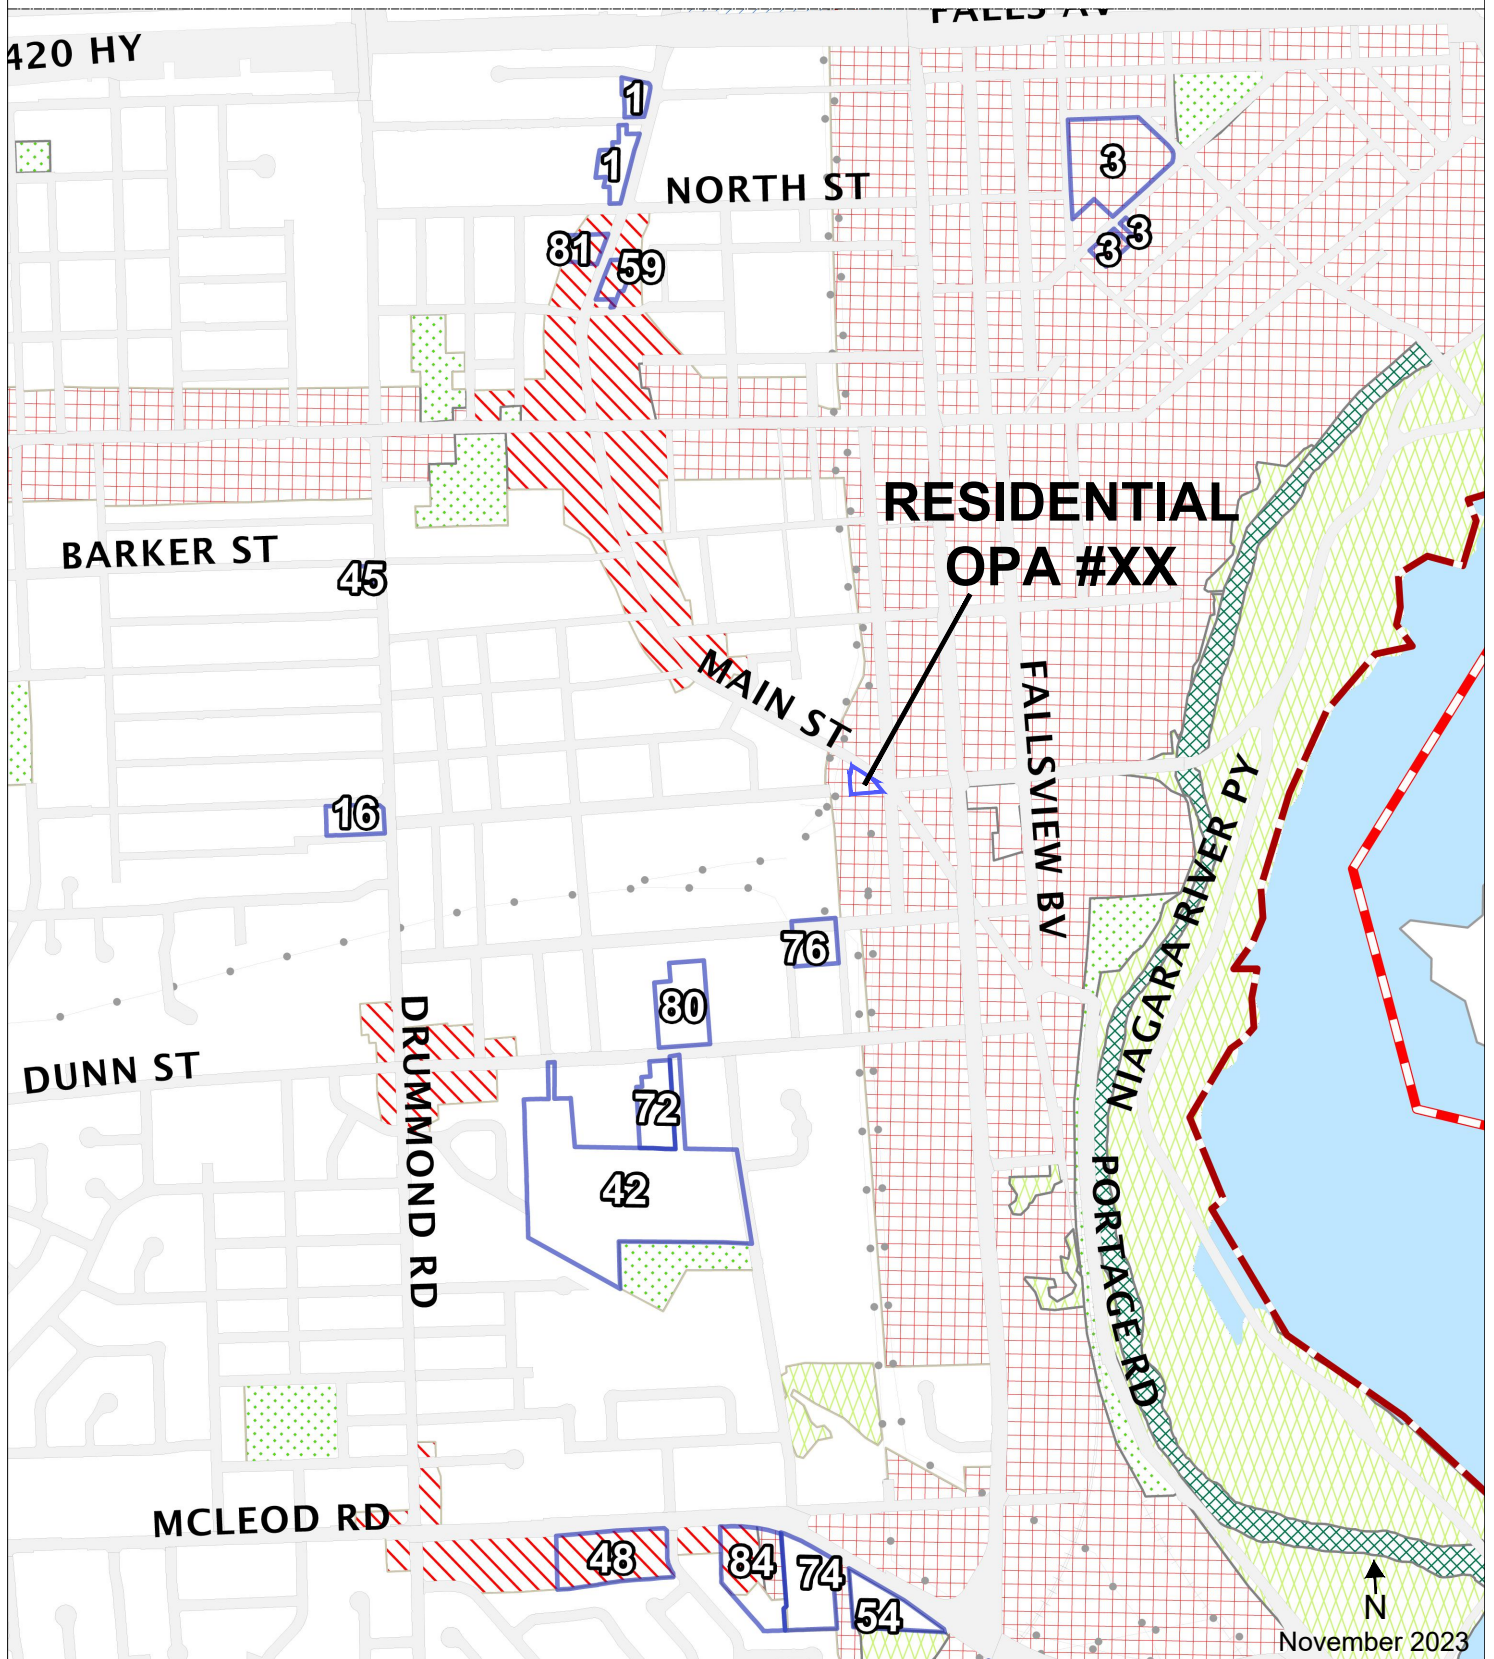 FALLS AV
420 HY
1
1
3
NORTH ST
81
59
3
3
RESIDENTIAL
OPA #XX
BARKER ST
45
MAIN ST
FALLSVIEW BV
16
NIAGARA RIVER PY
76
80
DRUMMOND RD
DUNN ST
72
42
PORTAGE RD
MCLEOD RD
48
84
74
54
N
November 2023